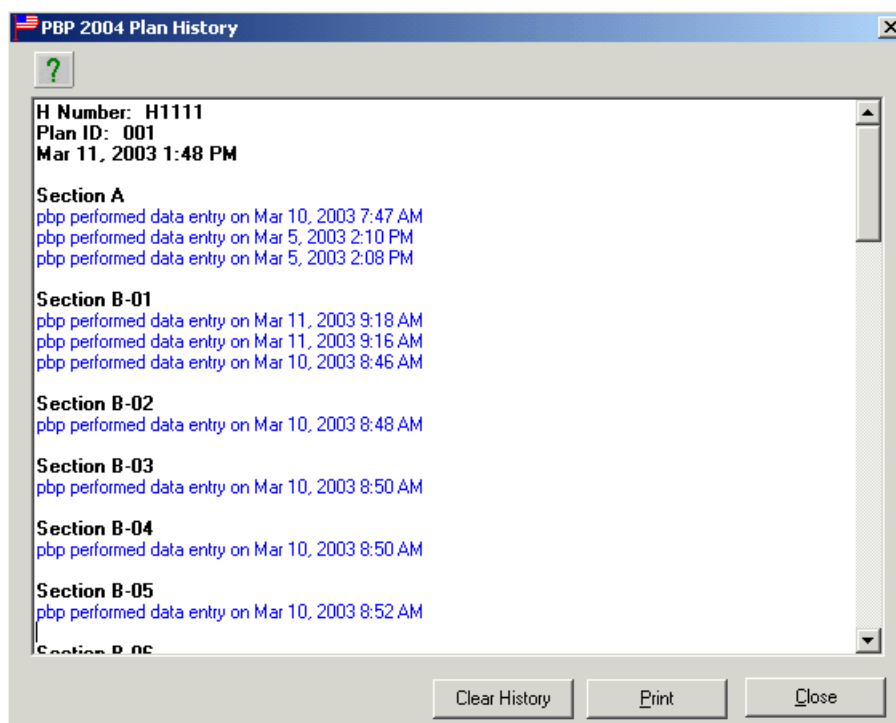 PBP 2004 Plan History
?
H Number: H1111
Plan ID: 001
Mar 11, 2003 1:48 PM
Section A
pbp performed data entry on Mar 10, 2003 7:47 AM
pbp performed data entry on Mar 5, 2003 2:10 PM
pbp performed data entry on Mar 5, 2003 2:08 PM
Section B-01
pbp performed data entry on Mar 11, 2003 9:18 AM
pbp performed data entry on Mar 11, 2003 9:16 AM
pbp performed data entry on Mar 10, 2003 8:46 AM
Section B-02
pbp performed data entry on Mar 10, 2003 8:48 AM
Section B-03
pbp performed data entry on Mar 10, 2003 8:50 AM
Section B-04
pbp performed data entry on Mar 10, 2003 8:50 AM
Section B-05
pbp performed data entry on Mar 10, 2003 8:52 AM
Section B-06
Clear History Print Close